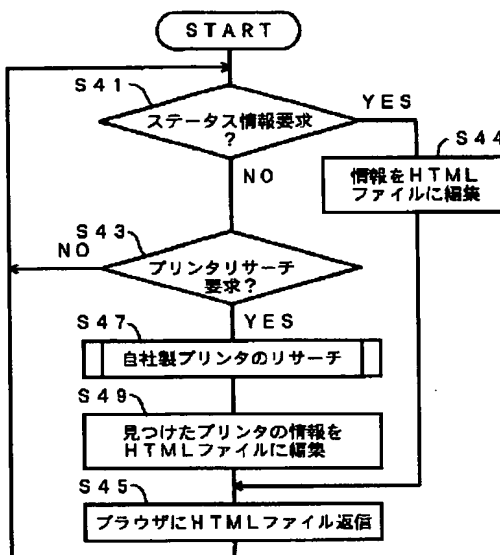 START
S41
ステータス情報要求
?
YES
S44
情報をHTML
ファイルに編集
NO
S43
NO
プリンタリサーチ
要求?
YES
S47
自社製プリンタのリサーチ
S49
見つけたプリンタの情報を
HTMLファイルに編集
S45
ブラウザにHTMLファイル返信